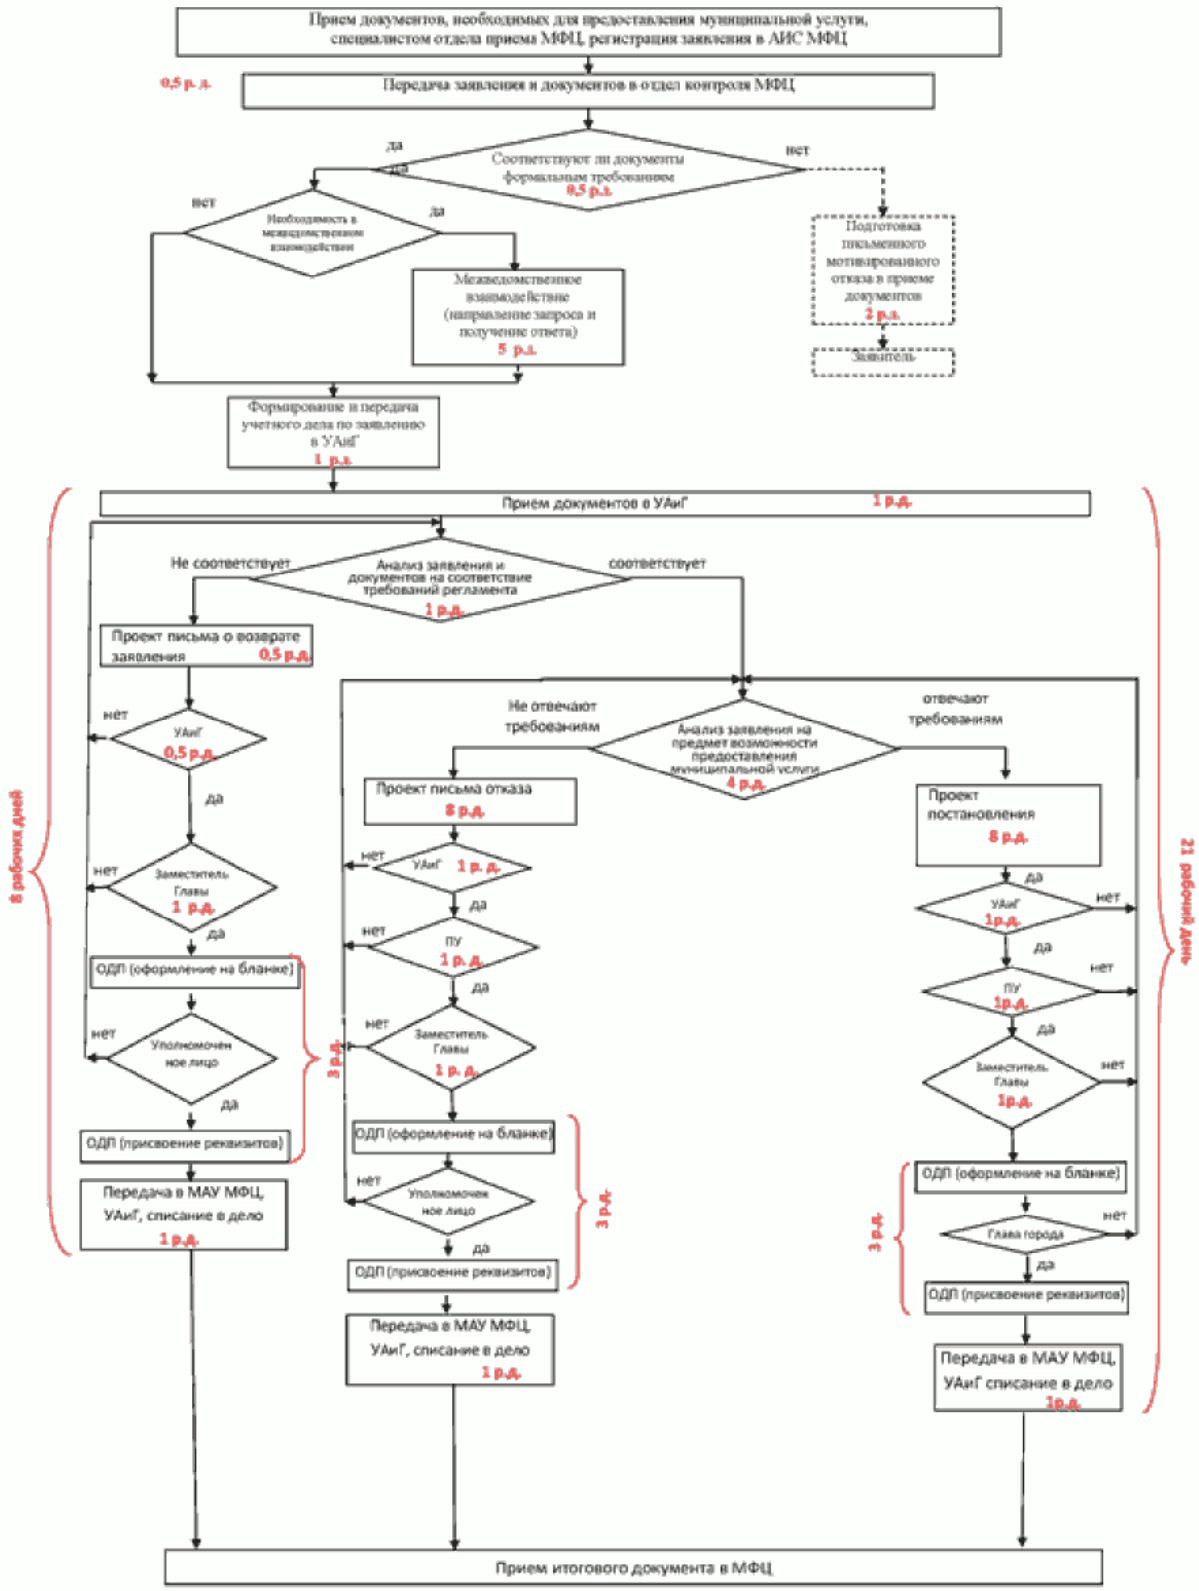 Прием документов, необходимых для предоставления муниципальной услуги,
специалистом отдела приема МФЦ, регистрация заявления в АИС МФЦ
0,5 р. д.
Передача заявления и документов в отдел контроля МФЦ
да
да
нет
Соответствуют ли документы
формальным требованиям
0,5 р.д.
нет
да
Необходимость в
межведомственном
взаимодействии
Подготовка
письменного
мотивированного
отказа в приеме
документов
2 р.д.
Заявитель
Межведомственное
взаимодействие
(направление запроса и
получение ответа)
5 р.д.
Формирование и передача
учетного дела по заявлению
в УАиГ
1 р.д.
Прием документов в УАиГ
1 р.д.
Не соответствует
соответствует
Анализ заявления и
документов на соответствие
требований регламента
1 р.д.
Проект письма о возврате
заявления
0,5 р.д.
нет
УАиГ
0,5 р.д.
да
нет
Заместитель
Главы
1 р.д.
да
ОДП (оформление на бланке)
нет
Уполномочен
ное лицо
да
ОДП (присвоение реквизитов)
3 р.д.
Передача в МАУ МФЦ,
УАиГ, списание в дело
1 р.д.
8 рабочих дней
Не отвечают
требованиям
отвечают
требованиям
Анализ заявления на
предмет возможности
предоставления
муниципальной услуги
4 р.д.
Проект письма отказа
8 р.д.
нет
УАиГ
1 р. д.
да
нет
ПУ
1 р. д.
да
нет
Заместитель
Главы
1 р. д.
ОДП (оформление на бланке)
нет
Уполномочен
ное лицо
да
ОДП (присвоение реквизитов)
3 р.д.
Передача в МАУ МФЦ,
УАиГ, списание в дело
1 р.д.
Проект
постановления
8 р.д.
да
УАиГ
1р.д.
нет
да
ПУ
1р.д.
нет
да
Заместитель
Главы
1р.д.
нет
ОДП (оформление на бланке)
Глава города
нет
да
ОДП (присвоение реквизитов)
3 р.д.
Передача в МАУ МФЦ,
УАиГ списание в дело
1р.д.
21 рабочий день
Прием итогового документа в МФЦ